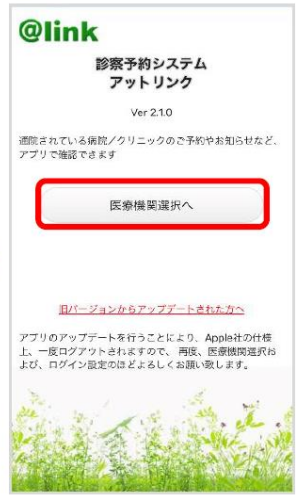 @link
診察予約システム
アットリンク
Ver 2.1.0
通院されている病院／クリニックのご予約やお知らせなど、
アプリで確認できます
医療機関選択へ
旧バージョンからアップデートされた方へ
アプリのアップデートを行うことにより、Apple社の仕様
上、一度ログアウトされますので、再度、医療機関選択お
よび、ログイン設定のほどよろしくお願い致します。